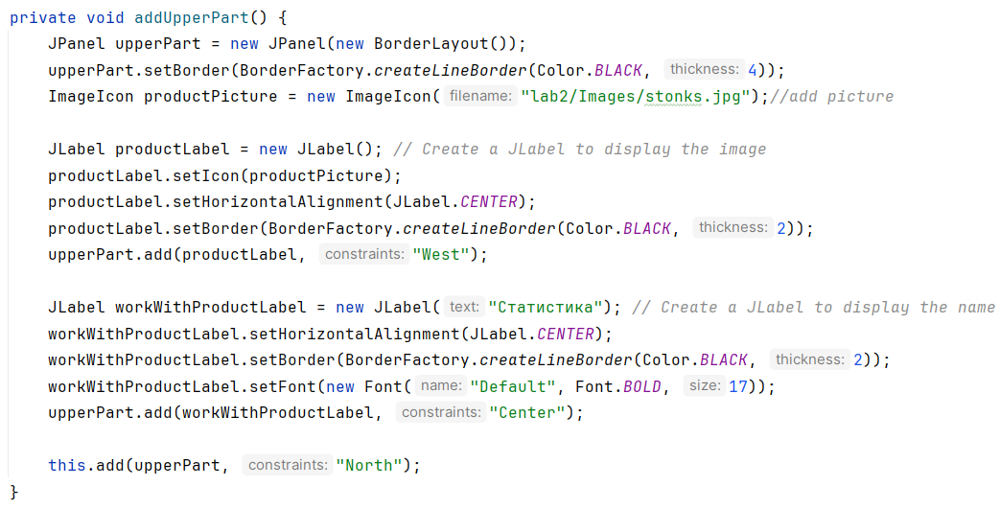 private void addUpperPart() {
    JPanel upperPart = new JPanel(new BorderLayout());
    upperPart.setBorder(BorderFactory.createLineBorder(Color.BLACK, thickness: 4));
    ImageIcon productPicture = new ImageIcon( filename: "lab2/Images/stonks.jpg");//add picture

    JLabel productLabel = new JLabel(); // Create a JLabel to display the image
    productLabel.setIcon(productPicture);
    productLabel.setHorizontalAlignment(JLabel.CENTER);
    productLabel.setBorder(BorderFactory.createLineBorder(Color.BLACK, thickness: 2));
    upperPart.add(productLabel, constraints: "West");

    JLabel workWithProductLabel = new JLabel( text: "Статистика"); // Create a JLabel to display the name
    workWithProductLabel.setHorizontalAlignment(JLabel.CENTER);
    workWithProductLabel.setBorder(BorderFactory.createLineBorder(Color.BLACK, thickness: 2));
    workWithProductLabel.setFont(new Font( name: "Default", Font.BOLD, size: 17));
    upperPart.add(workWithProductLabel, constraints: "Center");

    this.add(upperPart, constraints: "North");
}